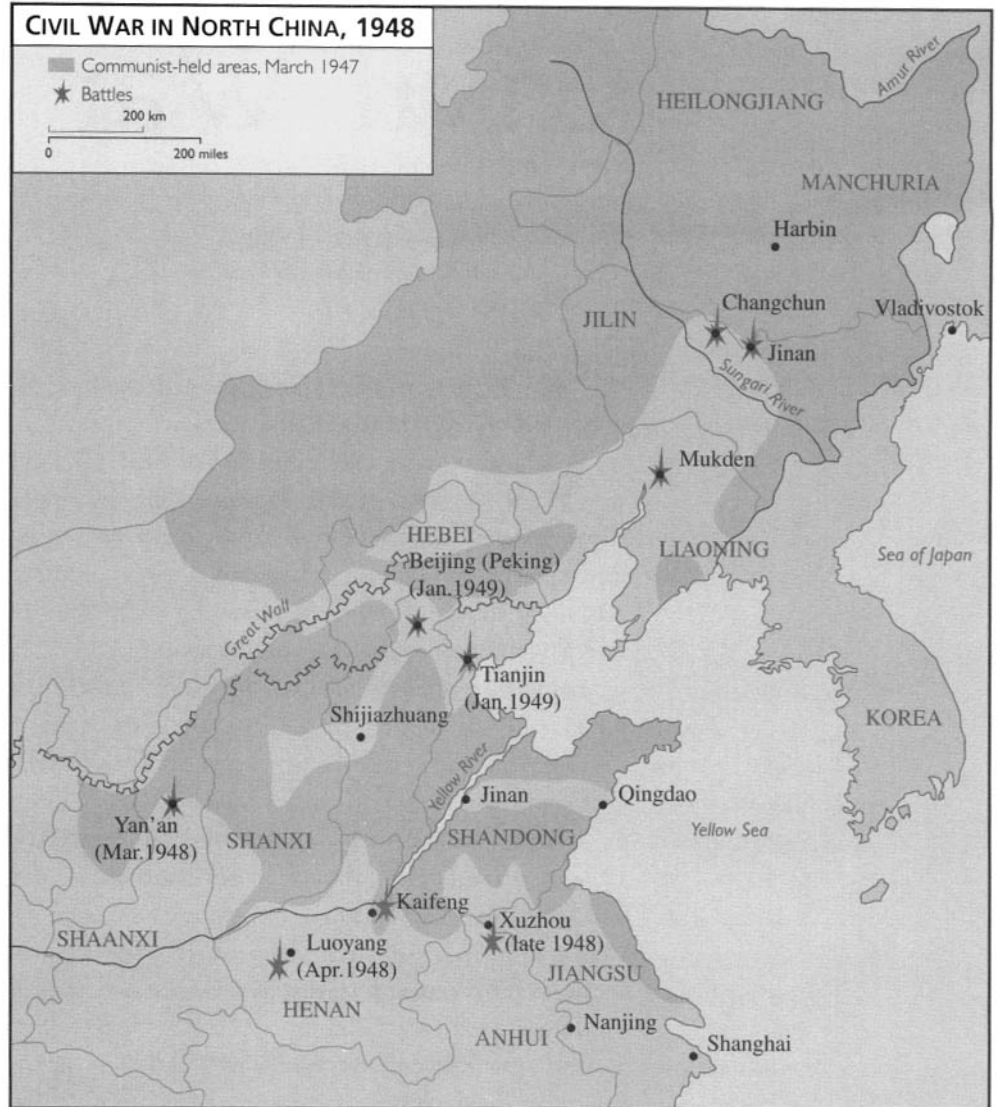 CIVIL WAR IN NORTH CHINA, 1948
Communist-held areas, March 1947
Battles
200 km
0
200 miles
Amur River
HEILONGJIANG
MANCHURIA
Harbin
Changchun
Vladivostok
JILIN
Jinan
Sungari River
Mukden
HEBEI
LIAONING
Beijing (Peking)
(Jan.1949)
Sea of Japan
Great Wall
Tianjin
(Jan.1949)
Shijiazhuang
KOREA
Yellow River
Jinan
Qingdao
Yan'an
(Mar.1948)
SHANXI
SHANDONG
Yellow Sea
Kaifeng
Xuzhou
(late 1948)
SHAANXI
Luoyang
(Apr.1948)
JIANGSU
HENAN
ANHUI
Nanjing
Shanghai